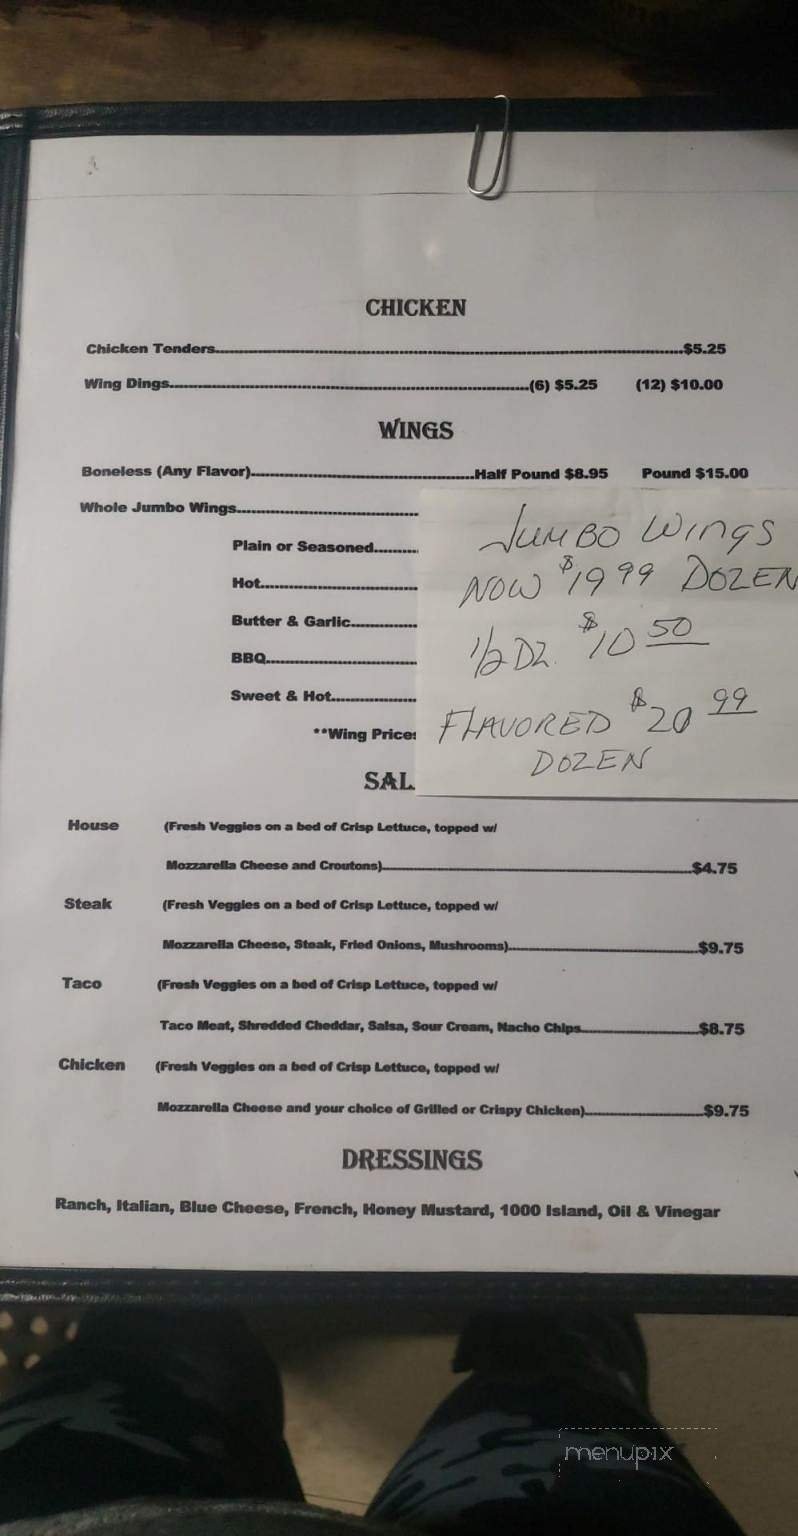 CHICKEN
Chicken Tenders..........$5.25
Wing Dings..........(6) $5.25 (12) $10.00
WINGS
Boneless (Any Flavor)..........Half Pound $8.95 Pound $15.00
Whole Jumbo Wings..........
Plain or Seasoned..........
Hot..........
Butter & Garlic..........
BBQ..........
Sweet & Hot..........
**Wing Prices
JUMBO WINGS
NOW $19 99 DOZEN
1/2 DZ. $10 50
FLAVORED $20 99
DOZEN
SAL
House (Fresh Veggies on a bed of Crisp Lettuce, topped w/
Mozzarella Cheese and Croutons)..........$4.75
Steak (Fresh Veggies on a bed of Crisp Lettuce, topped w/
Mozzarella Cheese, Steak, Fried Onions, Mushrooms)..........$9.75
Taco (Fresh Veggies on a bed of Crisp Lettuce, topped w/
Taco Meat, Shredded Cheddar, Salsa, Sour Cream, Nacho Chips..........$8.75
Chicken (Fresh Veggies on a bed of Crisp Lettuce, topped w/
Mozzarella Cheese and your choice of Grilled or Crispy Chicken)..........$9.75
DRESSINGS
Ranch, Italian, Blue Cheese, French, Honey Mustard, 1000 Island, Oil & Vinegar
menupix